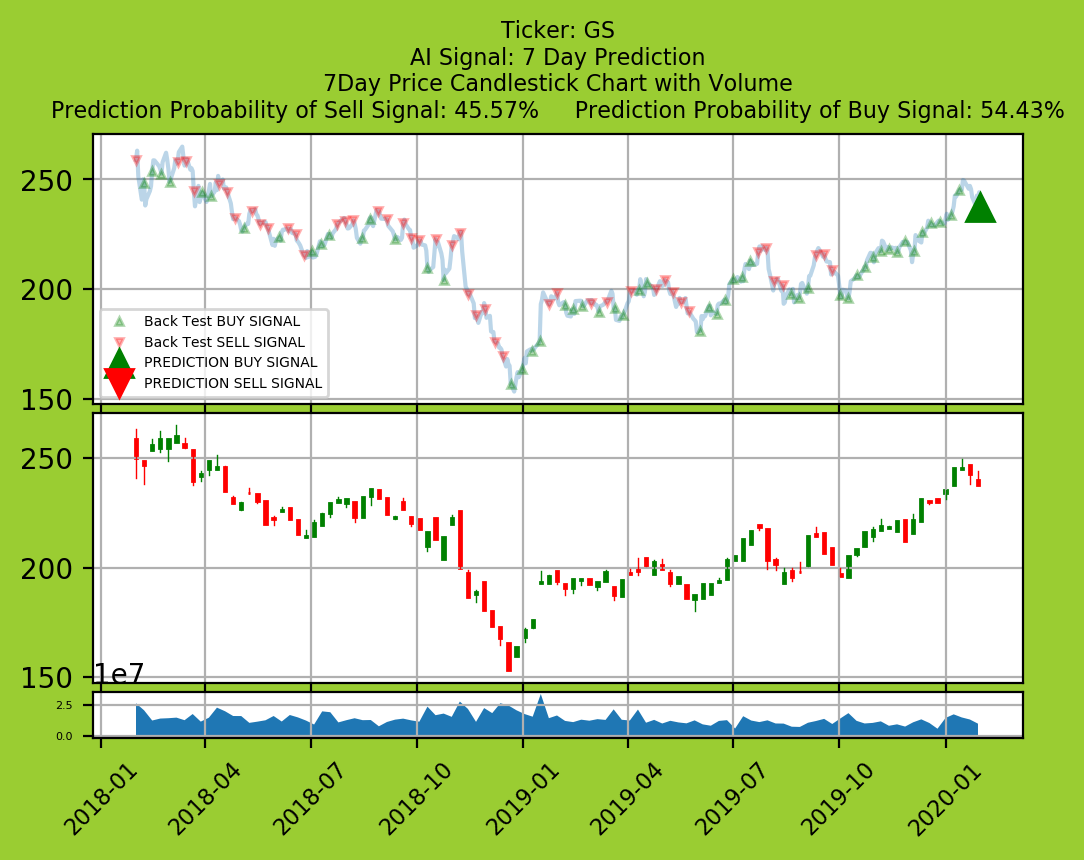 Ticker: GS
AI Signal: 7 Day Prediction
7Day Price Candlestick Chart with Volume
Prediction Probability of Sell Signal: 45.57%     Prediction Probability of Buy Signal: 54.43%
250
200
150
Back Test BUY SIGNAL
Back Test SELL SIGNAL
PREDICTION BUY SIGNAL
PREDICTION SELL SIGNAL
250
200
150
1e7
2.5
0.0
2018-01
2018-04
2018-07
2018-10
2019-01
2019-04
2019-07
2019-10
2020-01